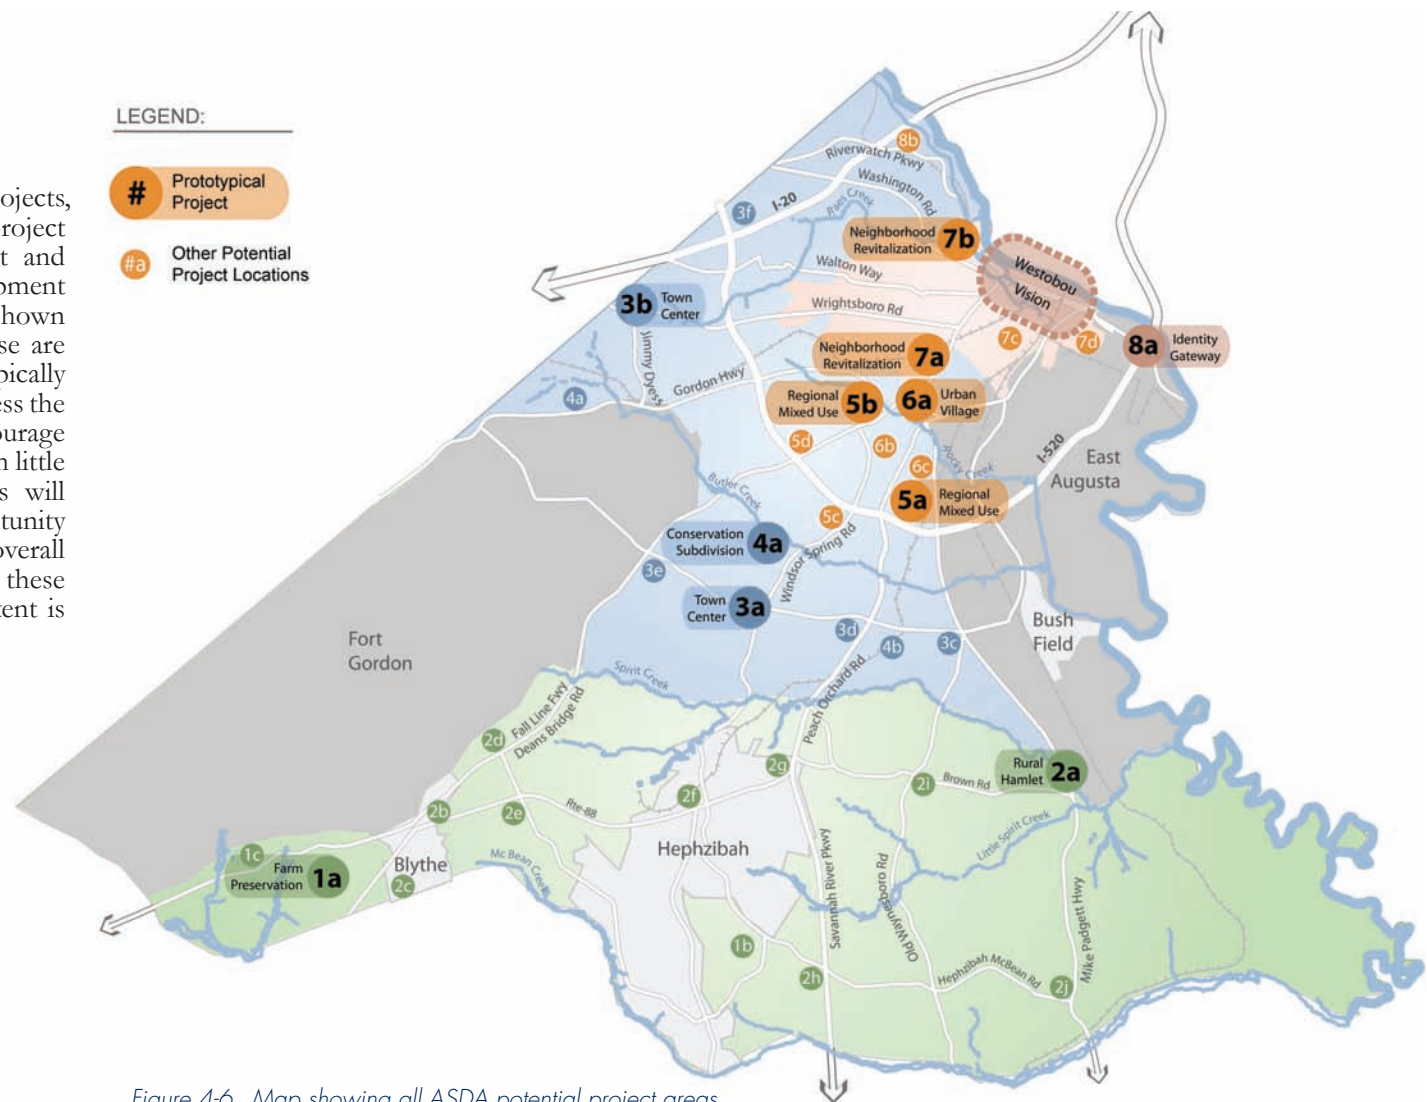 ojects,
roject
t and
pment
hown
se are
pically
ess the
ourage
n little
s will
tunity
overall
these
tent is
LEGEND:
#
Prototypical
Project
#a
Other Potential
Project Locations
8b
Riverwatch Pkwy
Washington Rd
Raes Creek
I-20
3f
Neighborhood
Revitalization
7b
Westobou
Vision
Walton Way
Wrightsboro Rd
3b
Town
Center
Jimmy Dyess
7c
7d
8a
Identity
Gateway
Neighborhood
Revitalization
7a
Gordon Hwy
4a
Regional
Mixed Use
5b
6a
Urban
Village
5d
6b
6c
Rocky Creek
I-520
East
Augusta
Butler Creek
5a
Regional
Mixed Use
5c
Conservation
Subdivision
4a
Windsor Spring Rd
3e
Town
Center
3a
3d
4b
3c
Bush
Field
Fort
Gordon
Spirit Creek
Peach Orchard Rd
Fall Line Fwy
Deans Bridge Rd
2d
2g
Rural
Hamlet
2a
2i
Brown Rd
2f
2b
2e
Rte-88
Little Spirit Creek
Hephzibah
Mc Bean Creek
1c
Farm
Preservation
1a
Blythe
2c
Savannah River Pkwy
Old Waynesboro Rd
Mike Padgett Hwy
1b
2h
Hephzibah McBean Rd
2j
Figure 4-6 Map showing all ASDA potential project areas